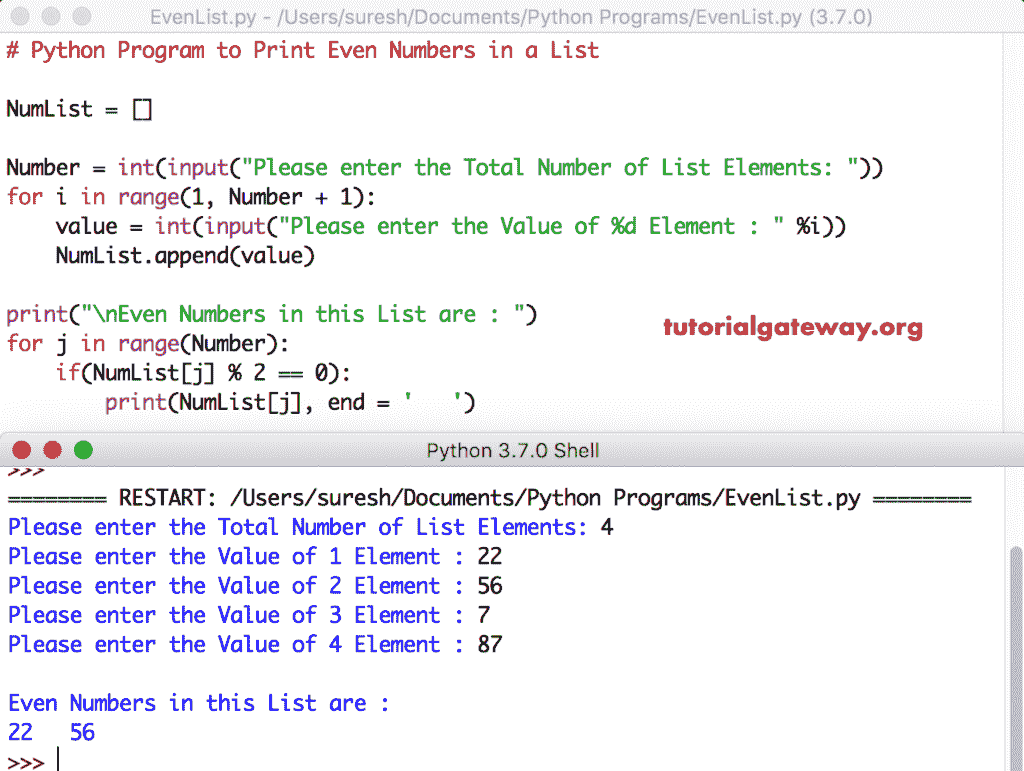 EvenList.py - /Users/suresh/Documents/Python Programs/EvenList.py (3.7.0)
# Python Program to Print Even Numbers in a List
NumList = []
Number = int(input("Please enter the Total Number of List Elements: "))
for i in range(1, Number + 1):
    value = int(input("Please enter the Value of %d Element : " %i))
    NumList.append(value)
print("\nEven Numbers in this List are : ")
tutorialgateway.org
for j in range(Number):
    if(NumList[j] % 2 == 0):
        print(NumList[j], end = '   ')
Python 3.7.0 Shell
>>>
======== RESTART: /Users/suresh/Documents/Python Programs/EvenList.py ========
Please enter the Total Number of List Elements: 4
Please enter the Value of 1 Element : 22
Please enter the Value of 2 Element : 56
Please enter the Value of 3 Element : 7
Please enter the Value of 4 Element : 87
Even Numbers in this List are :
22   56
>>>